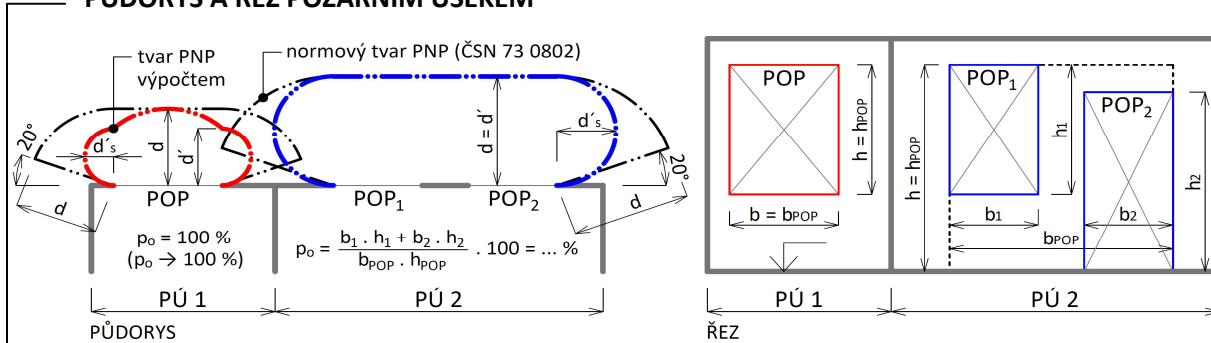 PŮDORYS A ŘEZ POŽÁRNÍM ÚSEKEM
tvar PNP
výpočtem
normový tvar PNP (ČSN 73 0802)
20°
d´s
d
d´
d
POP
d = d´
d´s
20°
d
POP1
POP2
po = 100 %
(po → 100 %)
po = b1 . h1 + b2 . h2 / bPOP . hPOP . 100 = ... %
PÚ 1
PÚ 2
PŮDORYS
POP
h = hPOP
b = bPOP
h = hPOP
POP1
h1
POP2
h2
b1
b2
bPOP
PÚ 1
PÚ 2
ŘEZ